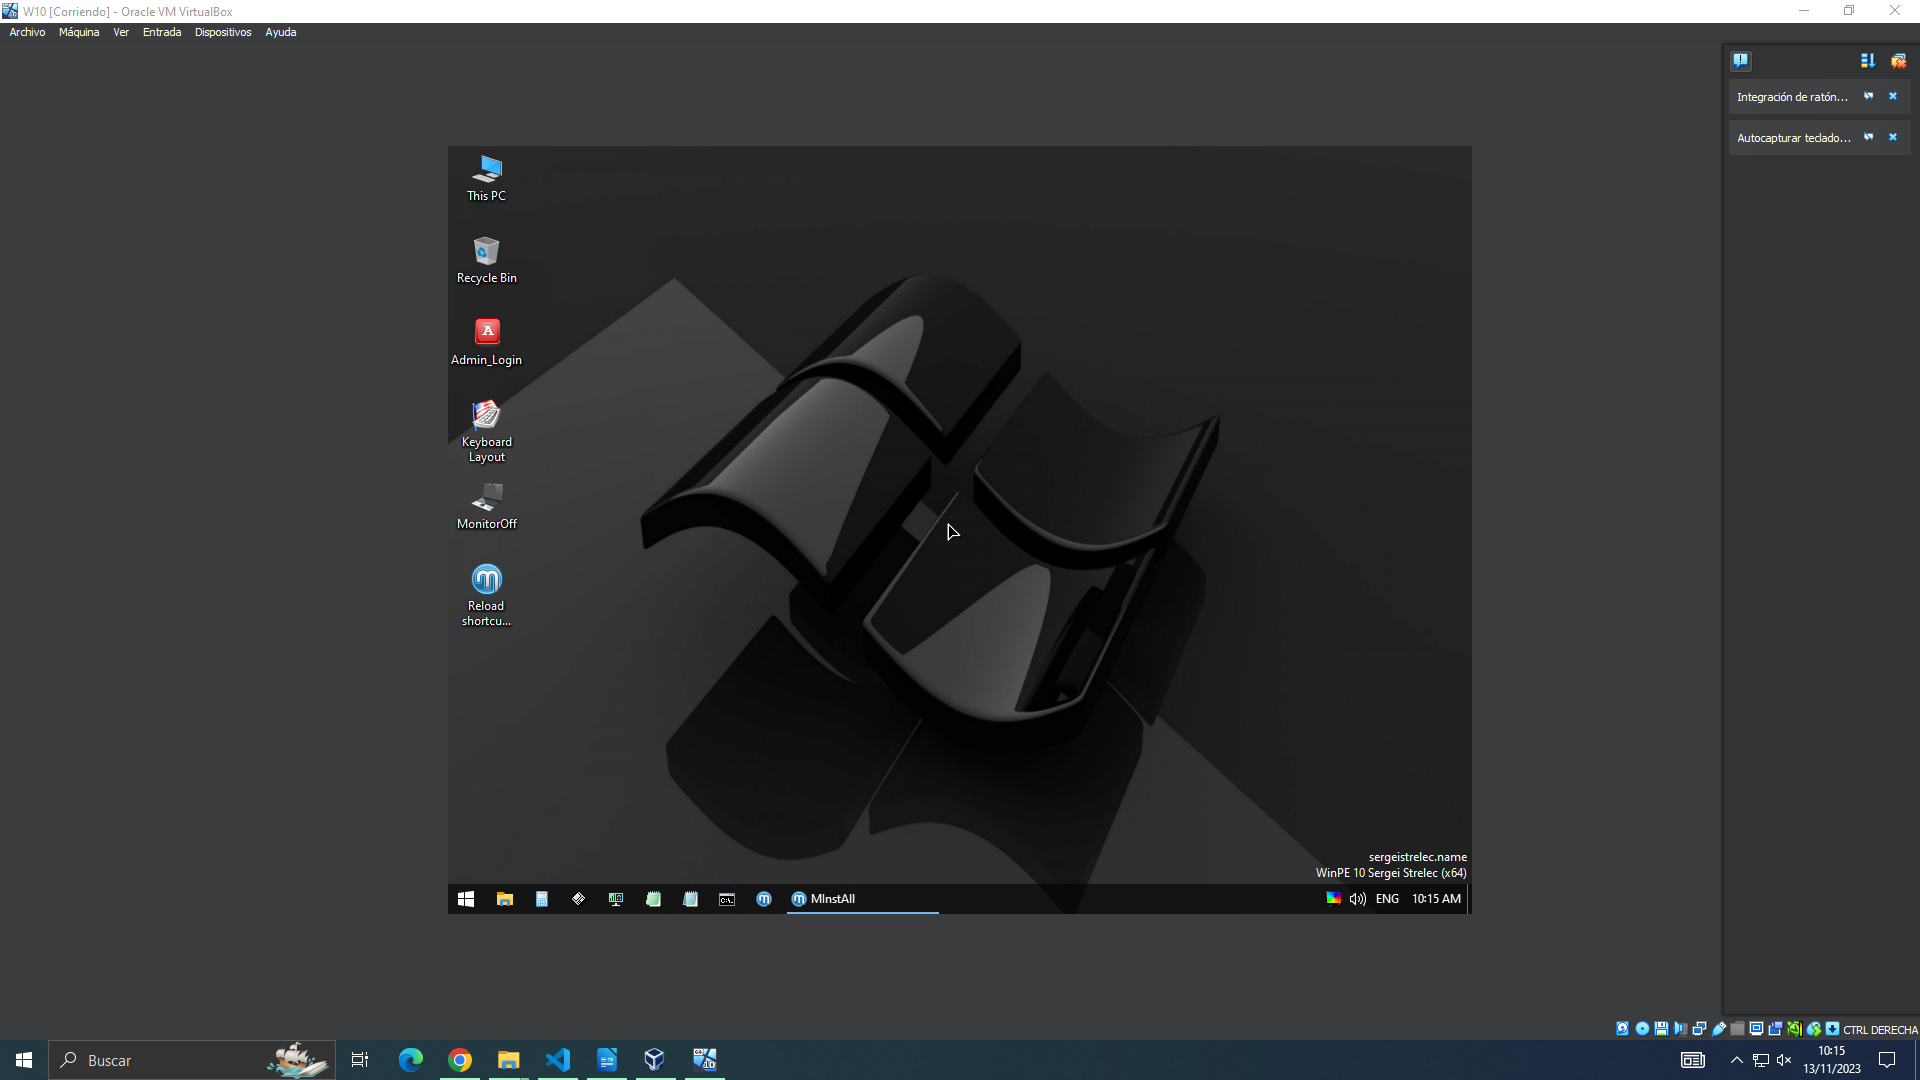 W10 [Corriendo] - Oracle VM VirtualBox
Archivo Máquina Ver Entrada Dispositivos Ayuda
Integración de ratón...
Autocapturar teclado...
This PC
Recycle Bin
Admin_Login
Keyboard
Layout
MonitorOff
Reload
shortcu...
sergeistrelec.name
WinPE 10 Sergei Strelec (x64)
MInstAll
ENG 10:15 AM
CTRL DERECHA
Buscar
10:15
13/11/2023